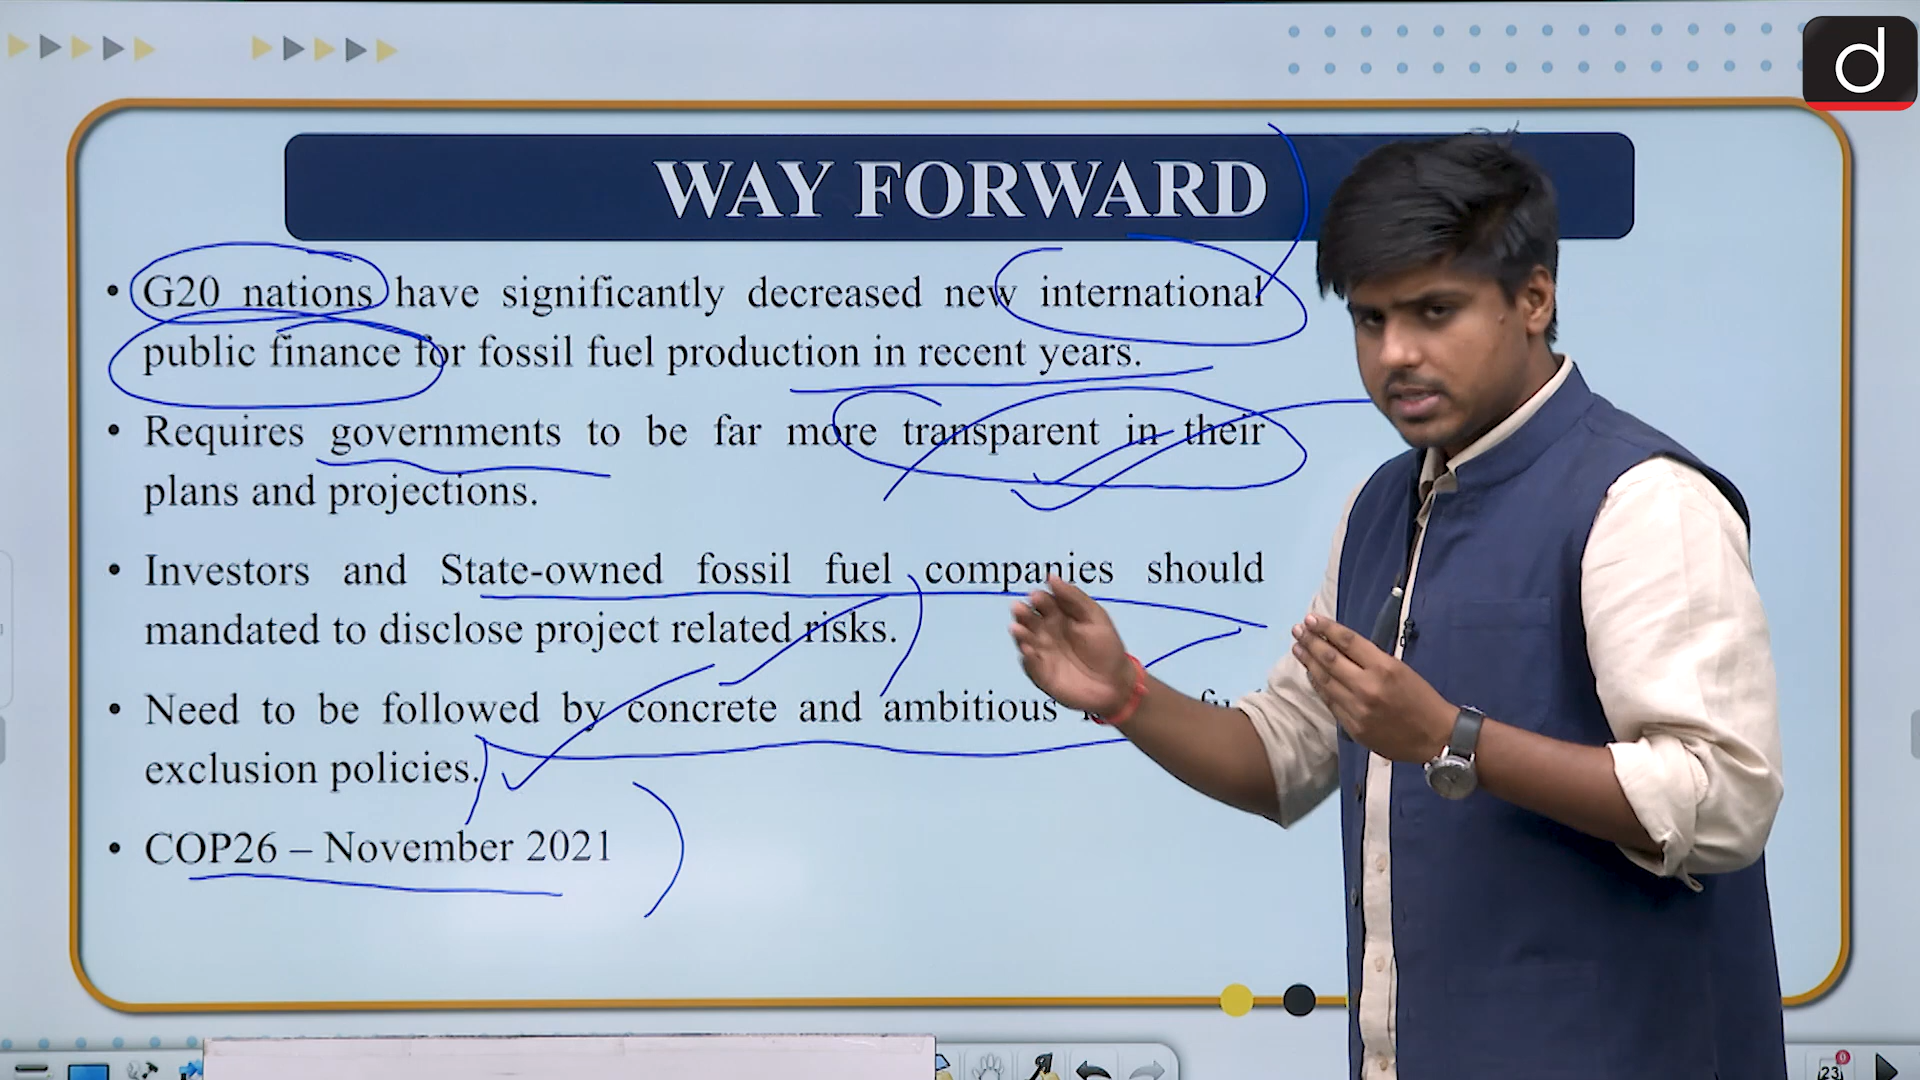 d
WAY FORWARD
• G20 nations have significantly decreased new international
public finance for fossil fuel production in recent years.
• Requires governments to be far more transparent in their
plans and projections.
• Investors and State-owned fossil fuel companies should
mandated to disclose project related risks.
• Need to be followed by concrete and ambitious
exclusion policies.
• COP26 – November 2021
23